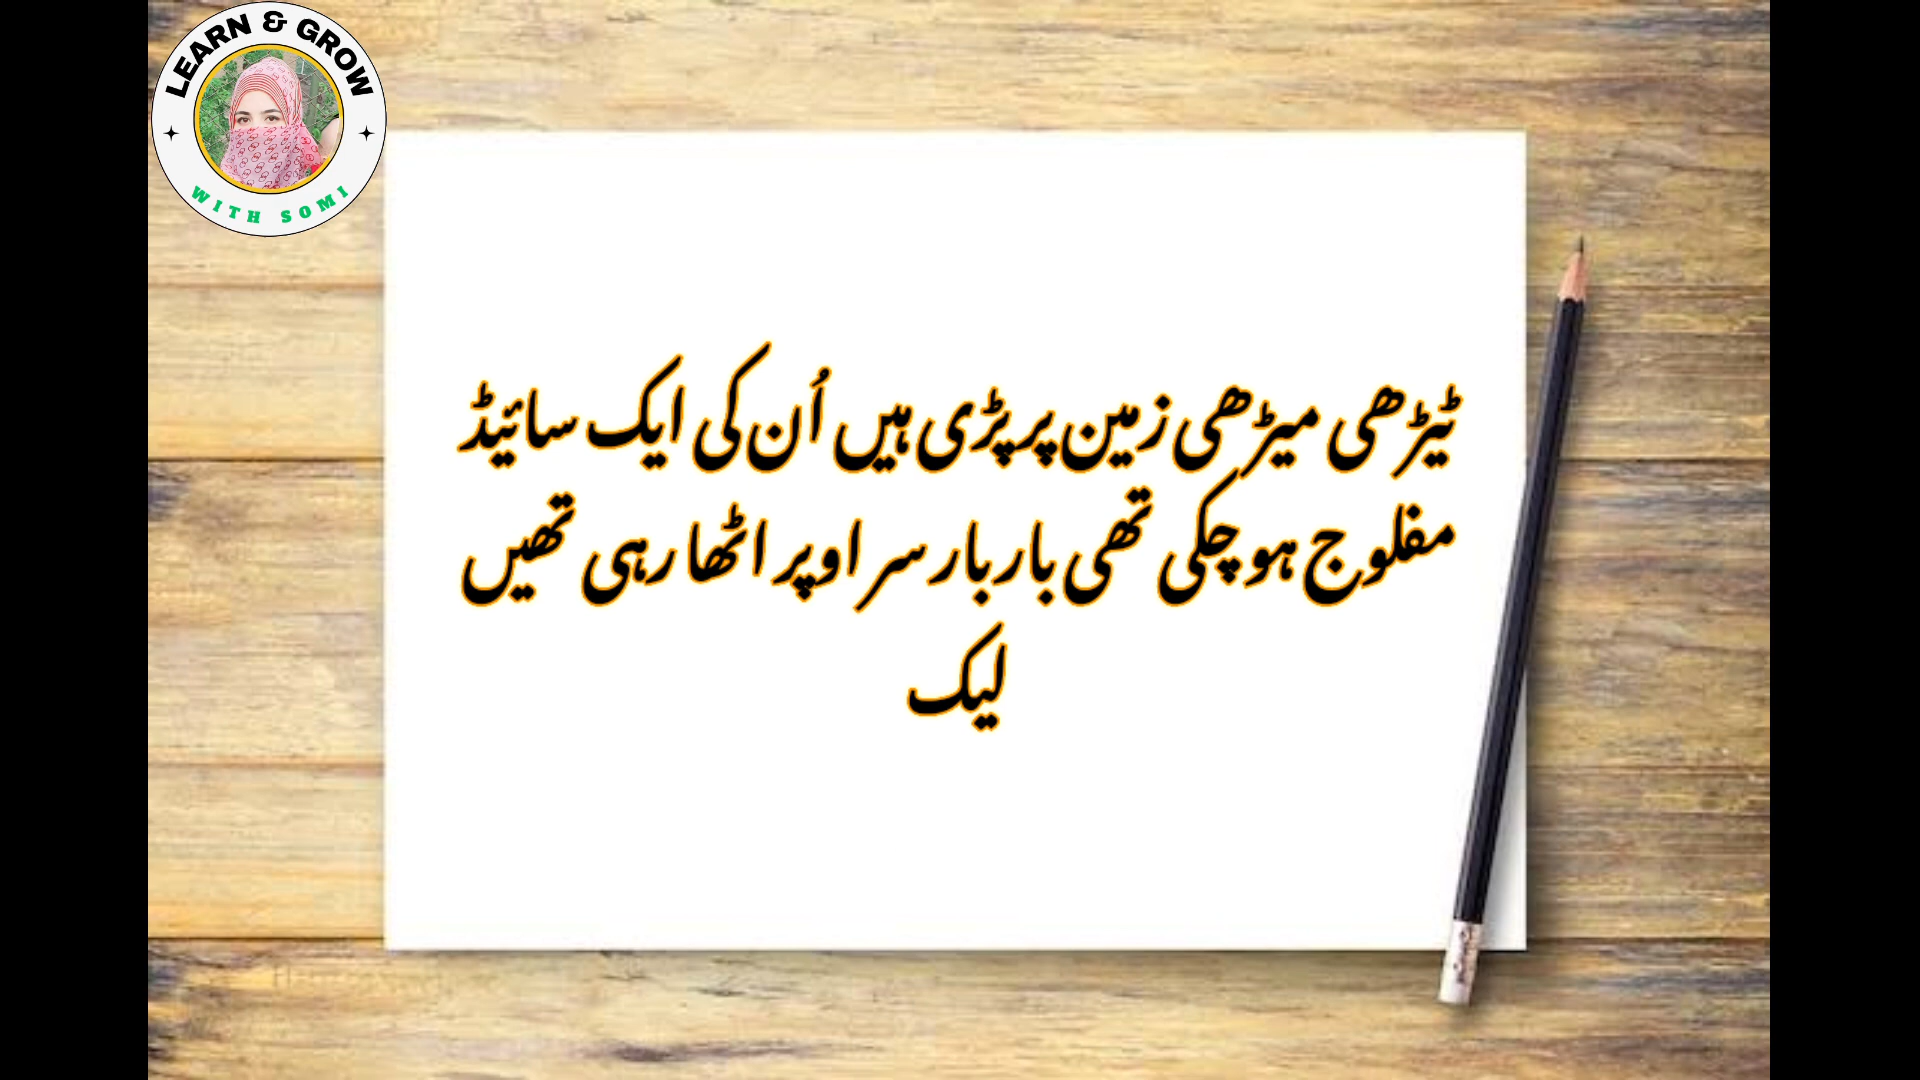 LEARN & GROW
WITH SOMI
ٹیڑھی میڑھی زمین پر پڑی ہیں اُن کی ایک سائیڈ
مفلوج ہو چکی تھی بار بار سر اوپر اٹھا رہی تھیں
لیک